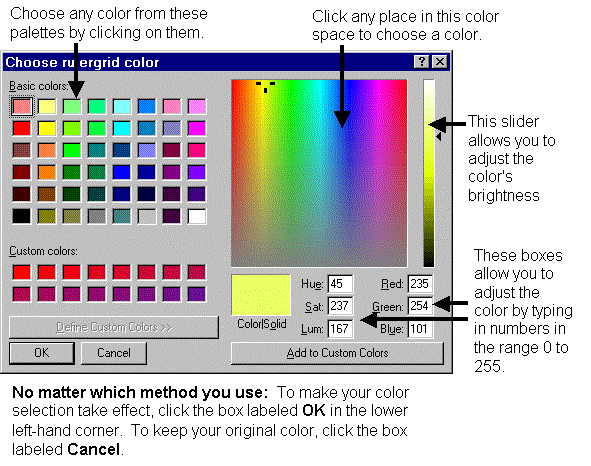 Choose any color from these
palettes by clicking on them.
Click any place in this color
space to choose a color.
Choose ru ergrid color
Basic colors:
This slider
allows you to
adjust the
color's
brightness
Custom colors:
These boxes
allow you to
adjust the
color by typing
in numbers in
the range 0 to
255.
Hue: 45 Red: 235
Sat: 237 Green: 254
Lum: 167 Blue: 101
Color|Solid
Define Custom Colors >>
OK Cancel Add to Custom Colors
No matter which method you use: To make your color
selection take effect, click the box labeled OK in the lower
left-hand corner. To keep your original color, click the box
labeled Cancel.